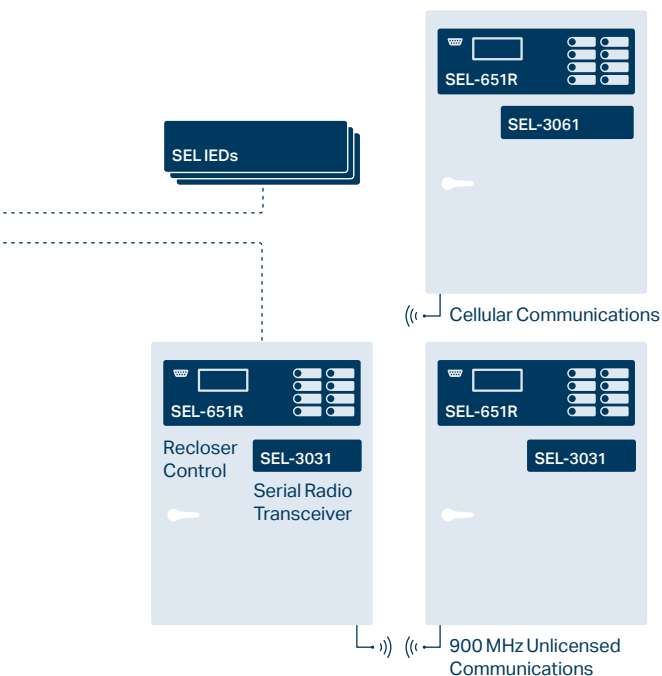 SEL-651R
SEL-3061
SEL IEDs
Cellular Communications
SEL-651R
Recloser
Control
SEL-3031
Serial Radio
Transceiver
SEL-651R
SEL-3031
900 MHz Unlicensed
Communications